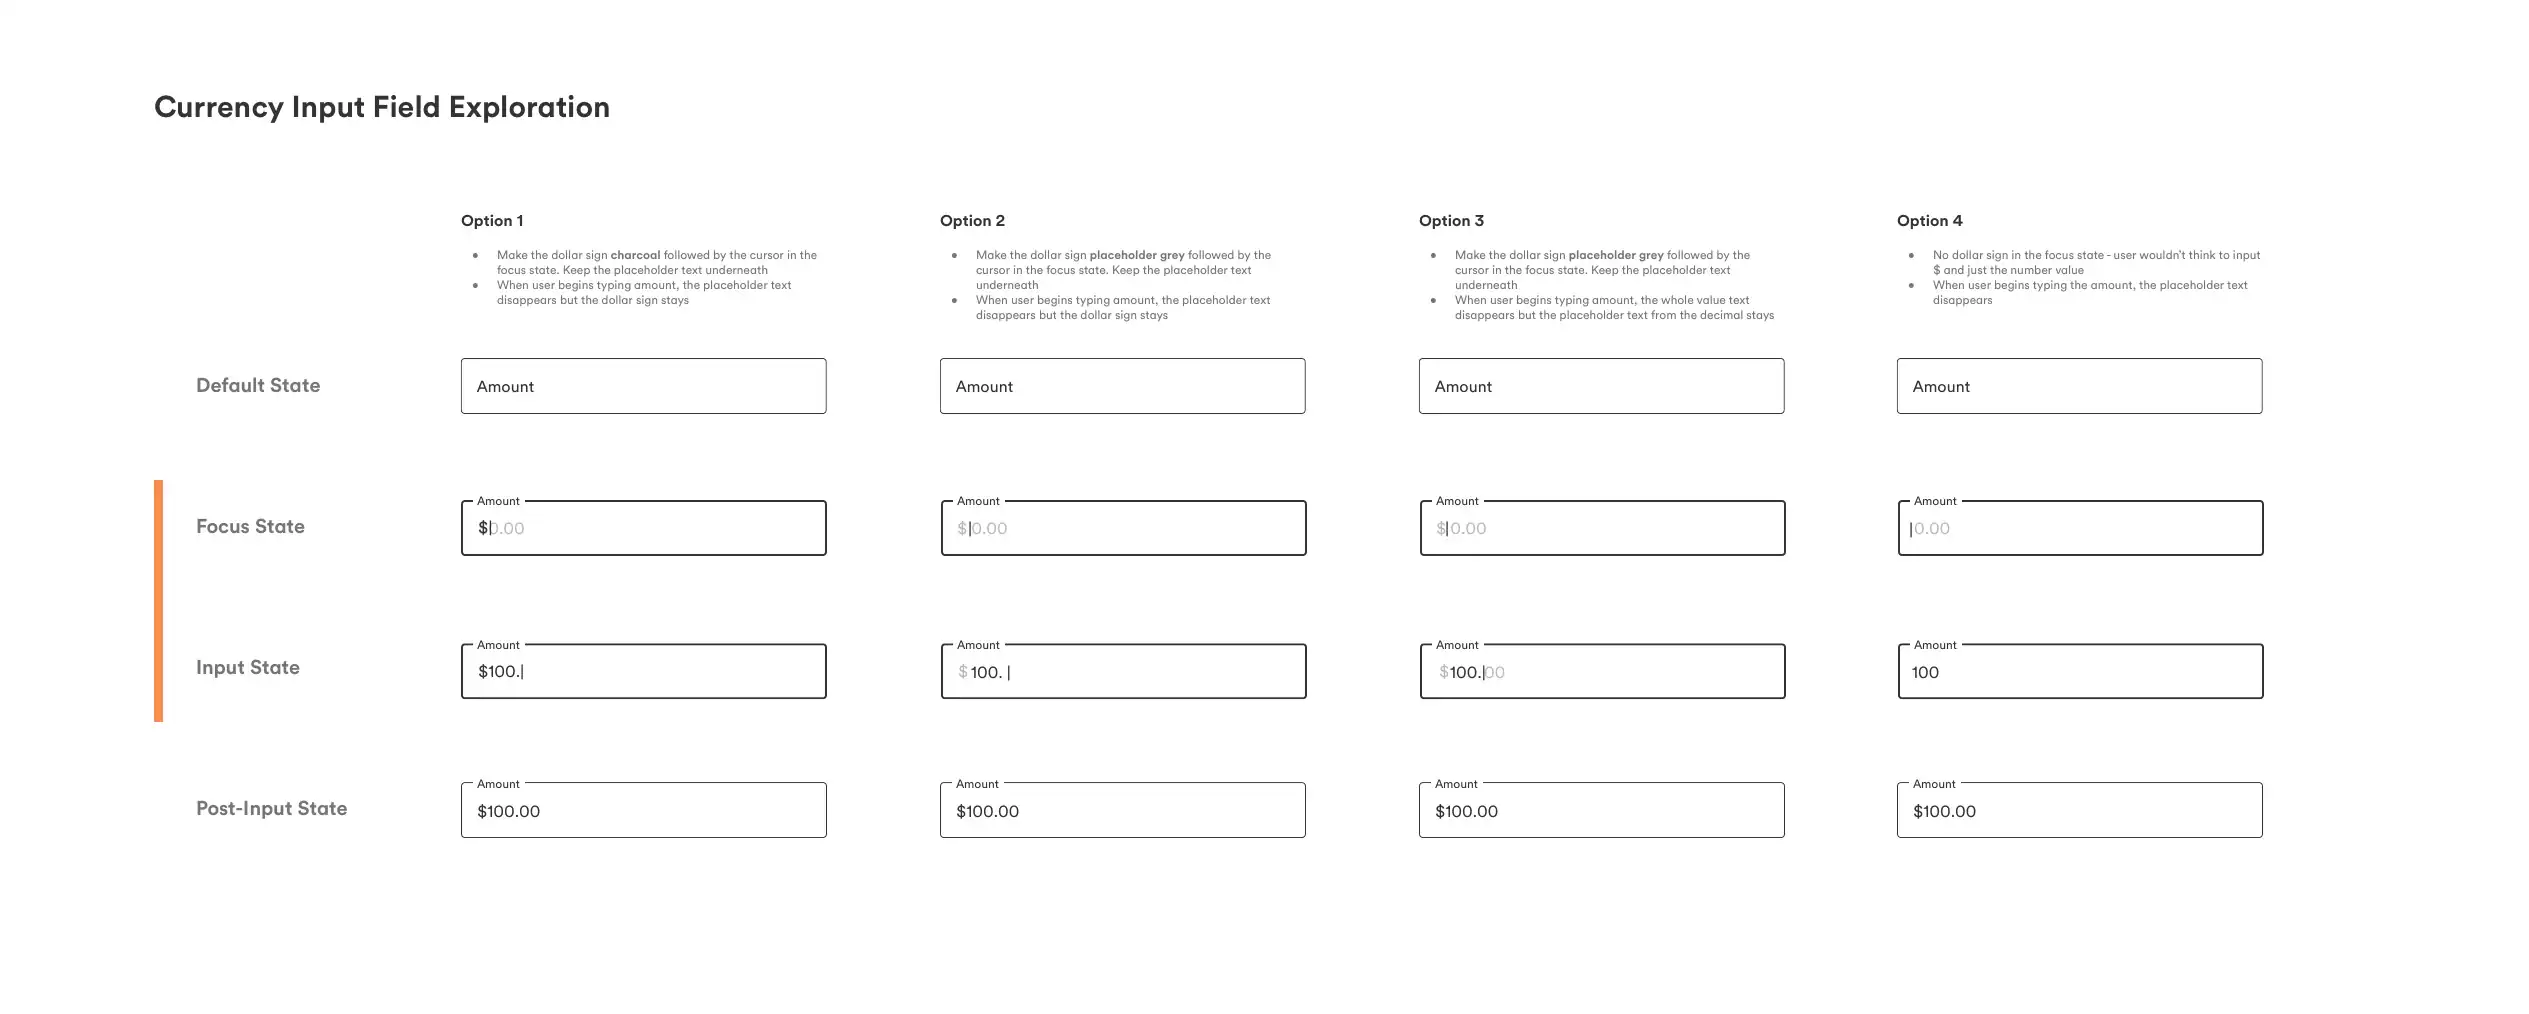 Currency Input Field Exploration
Option 1
• Make the dollar sign charcoal followed by the cursor in the
focus state. Keep the placeholder text underneath
• When user begins typing amount, the placeholder text
disappears but the dollar sign stays
Option 2
• Make the dollar sign placeholder grey followed by the
cursor in the focus state. Keep the placeholder text
underneath
• When user begins typing amount, the placeholder text
disappears but the dollar sign stays
Option 3
• Make the dollar sign placeholder grey followed by the
cursor in the focus state. Keep the placeholder text
underneath
• When user begins typing amount, the whole value text
disappears but the placeholder text from the decimal stays
Option 4
• No dollar sign in the focus state - user wouldn't think to input
$ and just the number value
• When user begins typing the amount, the placeholder text
disappears
Default State
Amount
Amount
Amount
Amount
Focus State
Amount
$|0.00
Amount
$|0.00
Amount
$|0.00
Amount
|0.00
Input State
Amount
$100.|
Amount
$ 100. |
Amount
$100.|00
Amount
100
Post-Input State
Amount
$100.00
Amount
$100.00
Amount
$100.00
Amount
$100.00